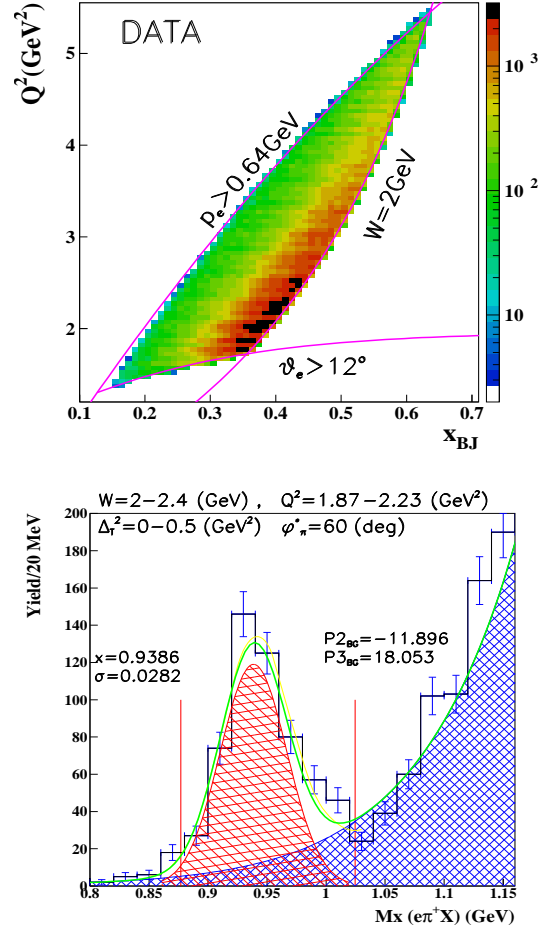 DATA
Q²(GeV²)
5
4
3
2
p_e>0.64GeV
W=2GeV
ϑ_e>12°
10³
10²
10
0.1 0.2 0.3 0.4 0.5 0.6 0.7
x_BJ
W=2−2.4 (GeV) , Q²=1.87−2.23 (GeV²)
Δ_T²=0−0.5 (GeV²) φ*_π=60 (deg)
Yield/20 MeV
200
180
160
140
120
100
80
60
40
20
0
x=0.9386
σ=0.0282
P2_BG=−11.896
P3_BG=18.053
0.8 0.85 0.9 0.95 1 1.05 1.1 1.15
Mx (eπ⁺X) (GeV)